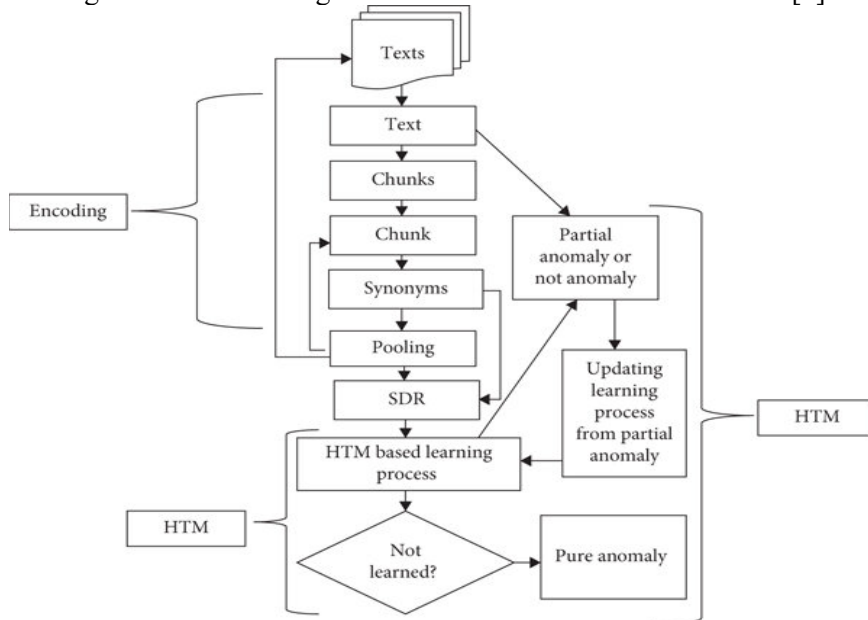 Texts
Text
Chunks
Encoding
Chunk
Partial
anomaly or
not anomaly
Synonyms
Pooling
Updating
learning
process
from partial
anomaly
SDR
HTM
HTM based learning
process
HTM
Not
learned?
Pure anomaly